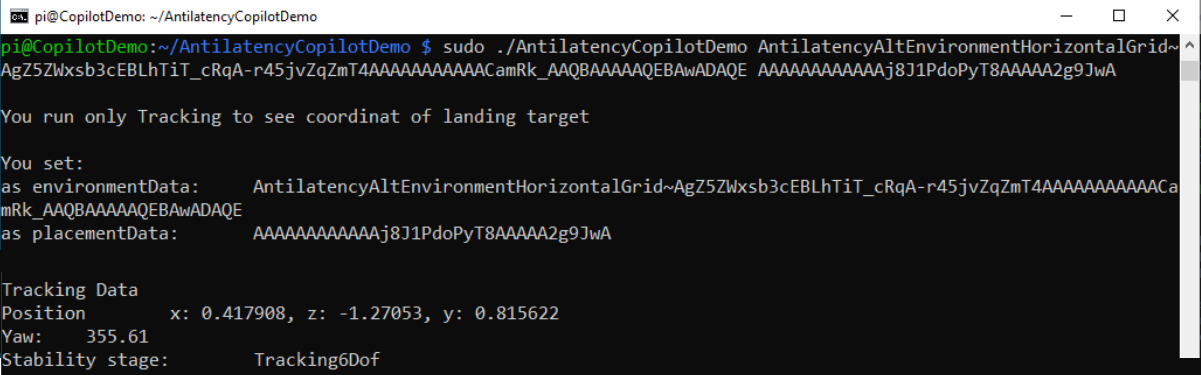 pi@CopilotDemo: ~/AntilatencyCopilotDemo
pi@CopilotDemo:~/AntilatencyCopilotDemo $ sudo ./AntilatencyCopilotDemo AntilatencyAltEnvironmentHorizontalGrid~
AgZ5ZWxsb3cEBLhTiT_cRqA-r45jvZqZmT4AAAAAAAAAAACamRk_AAQBAAAAAQEBAwADAQE AAAAAAAAAAAAj8J1PdoPyT8AAAAA2g9JwA
You run only Tracking to see coordinat of landing target
You set:
as environmentData: AntilatencyAltEnvironmentHorizontalGrid~AgZ5ZWxsb3cEBLhTiT_cRqA-r45jvZqZmT4AAAAAAAAAAACa
mRk_AAQBAAAAAQEBAwADAQE
as placementData: AAAAAAAAAAAAj8J1PdoPyT8AAAAA2g9JwA
Tracking Data
Position x: 0.417908, z: -1.27053, y: 0.815622
Yaw: 355.61
Stability stage: Tracking6Dof